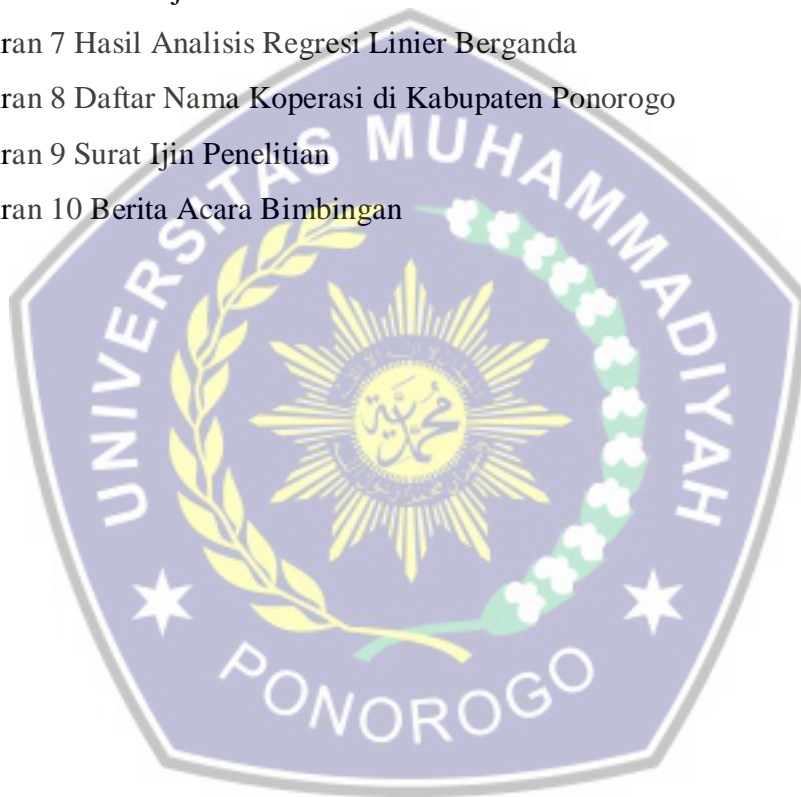 ran 7 Hasil Analisis Regresi Linier Berganda
ran 8 Daftar Nama Koperasi di Kabupaten Ponorogo
ran 9 Surat Ijin Penelitian
ran 10 Berita Acara Bimbingan
UNIVERSITAS MUHAMMADIYAH
محمدية
PONOROGO